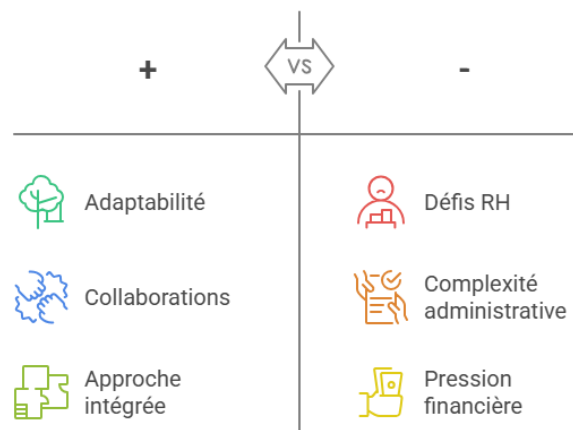 +
VS
-
Adaptabilité
Défis RH
Collaborations
Complexité
administrative
Approche
intégrée
Pression
financière